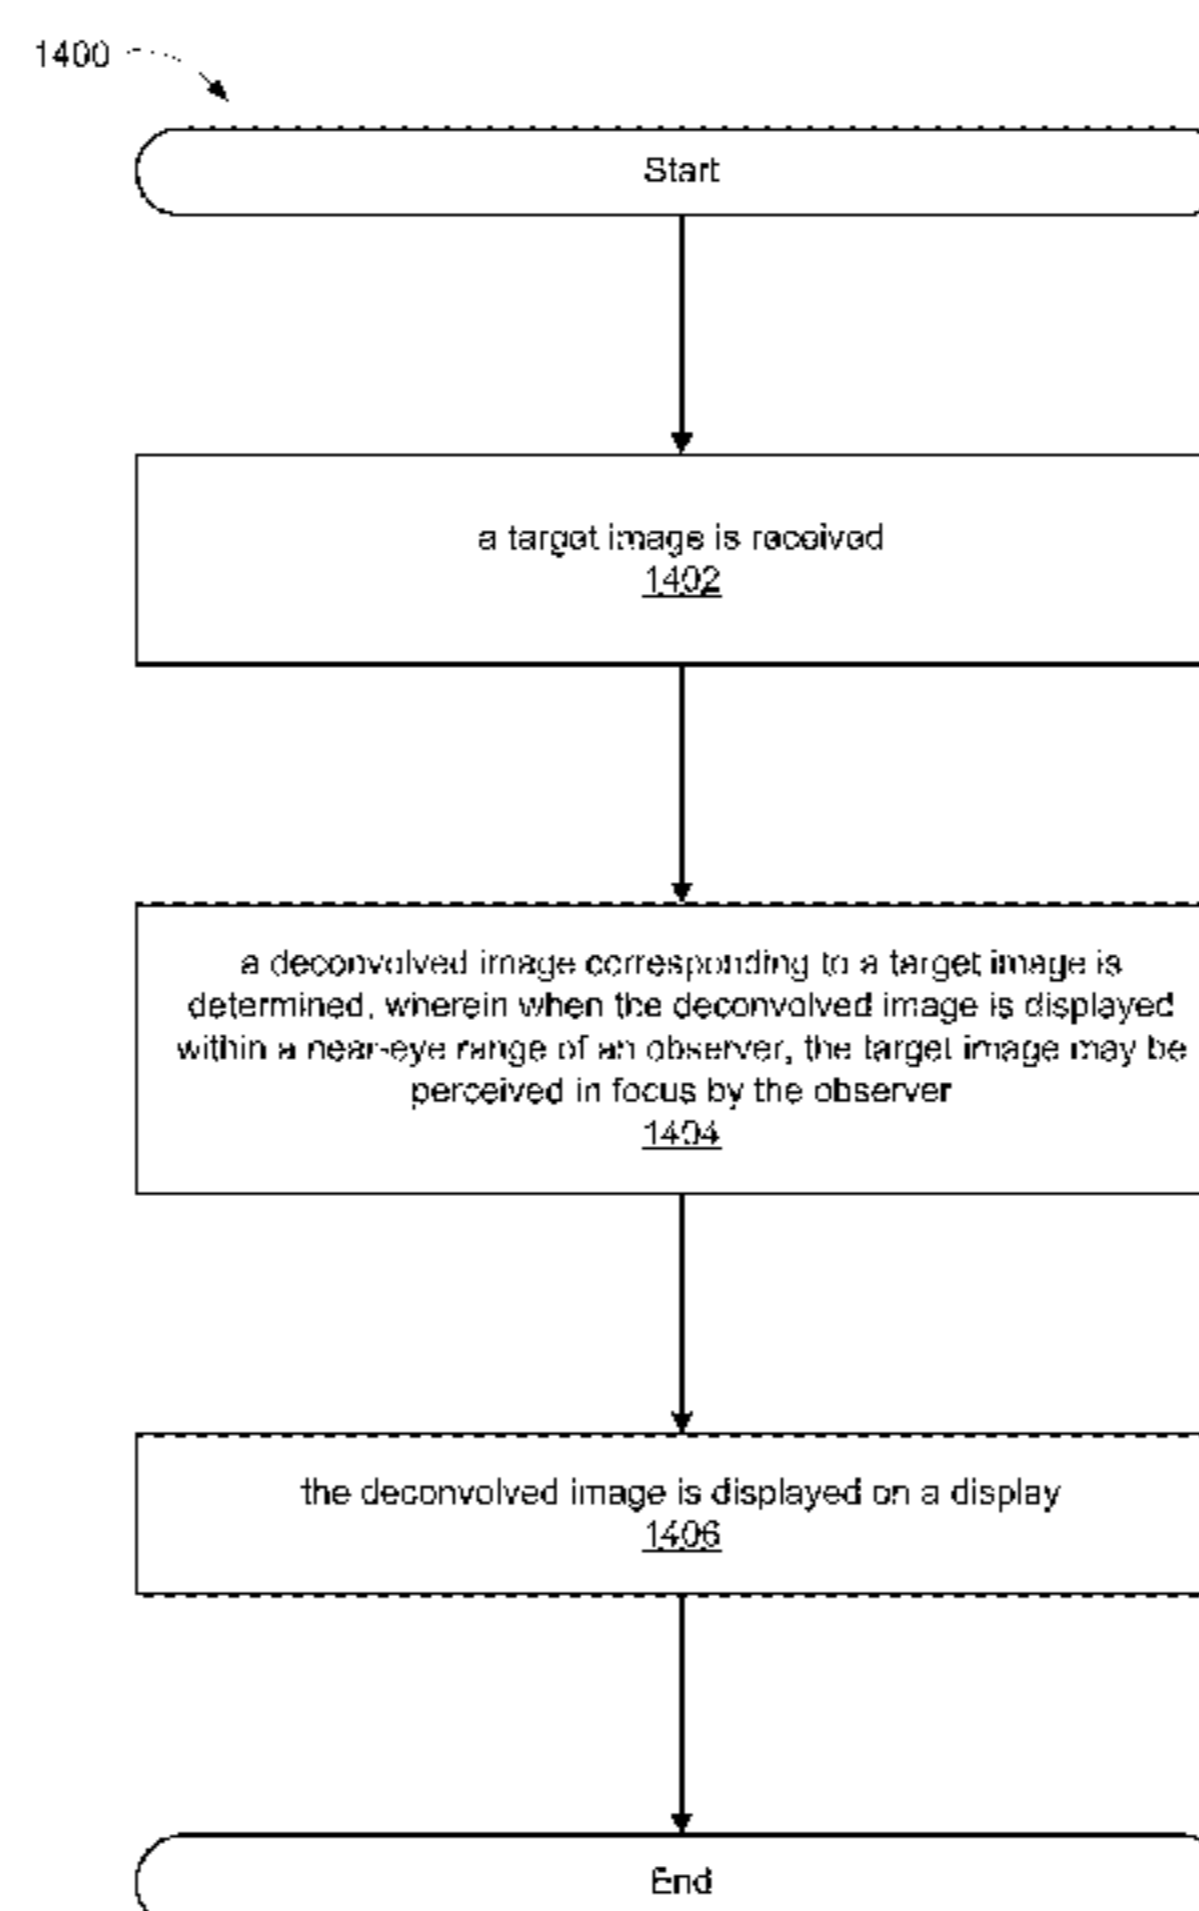 1400
Start
a target image is received
1402
a deconvolved image corresponding to a target image is
determined, wherein when the deconvolved image is displayed
within a near-eye range of an observer, the target image may be
perceived in focus by the observer
1404
the deconvolved image is displayed on a display
1406
End